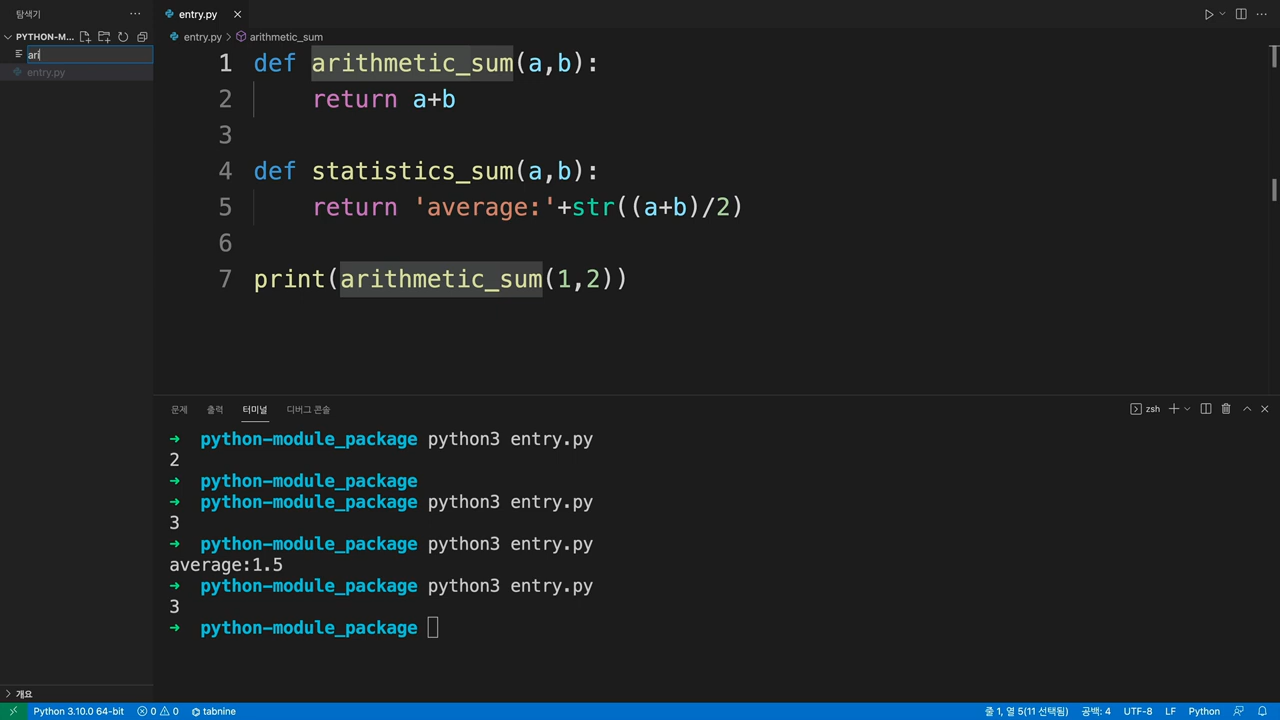 탐색기
entry.py
PYTHON-M...
entry.py > arithmetic_sum
ari
entry.py
1 def arithmetic_sum(a,b):
2 return a+b
3
4 def statistics_sum(a,b):
5 return 'average:'+str((a+b)/2)
6
7 print(arithmetic_sum(1,2))
문제 출력 터미널 디버그 콘솔 zsh
→ python-module_package python3 entry.py
2
→ python-module_package
→ python-module_package python3 entry.py
3
→ python-module_package python3 entry.py
average:1.5
→ python-module_package python3 entry.py
3
→ python-module_package
개요
Python 3.10.0 64-bit 0 0 tabnine 줄 1, 열 5(11 선택됨) 공백: 4 UTF-8 LF Python